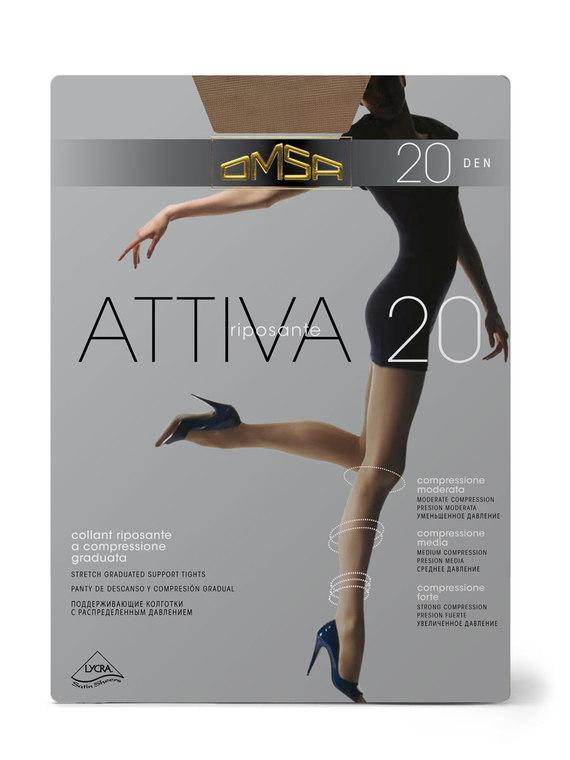 OMSA
20 DEN
ATTIVA 20
riposante
compressione
moderata
MODERATE COMPRESSION
PRESION MODERATA
УМЕНЬШЕННОЕ ДАВЛЕНИЕ
compressione
media
MEDIUM COMPRESSION
PRESION MEDIA
СРЕДНЕЕ ДАВЛЕНИЕ
compressione
forte
STRONG COMPRESSION
PRESION FUERTE
УВЕЛИЧЕННОЕ ДАВЛЕНИЕ
collant riposante
a compressione
graduata
STRETCH GRADUATED SUPPORT TIGHTS
PANTY DE DESCANSO Y COMPRESIÓN GRADUAL
ПОДДЕРЖИВАЮЩИЕ КОЛГОТКИ
С РАСПРЕДЕЛЕННЫМ ДАВЛЕНИЕМ
LYCRA
Satin Sheers